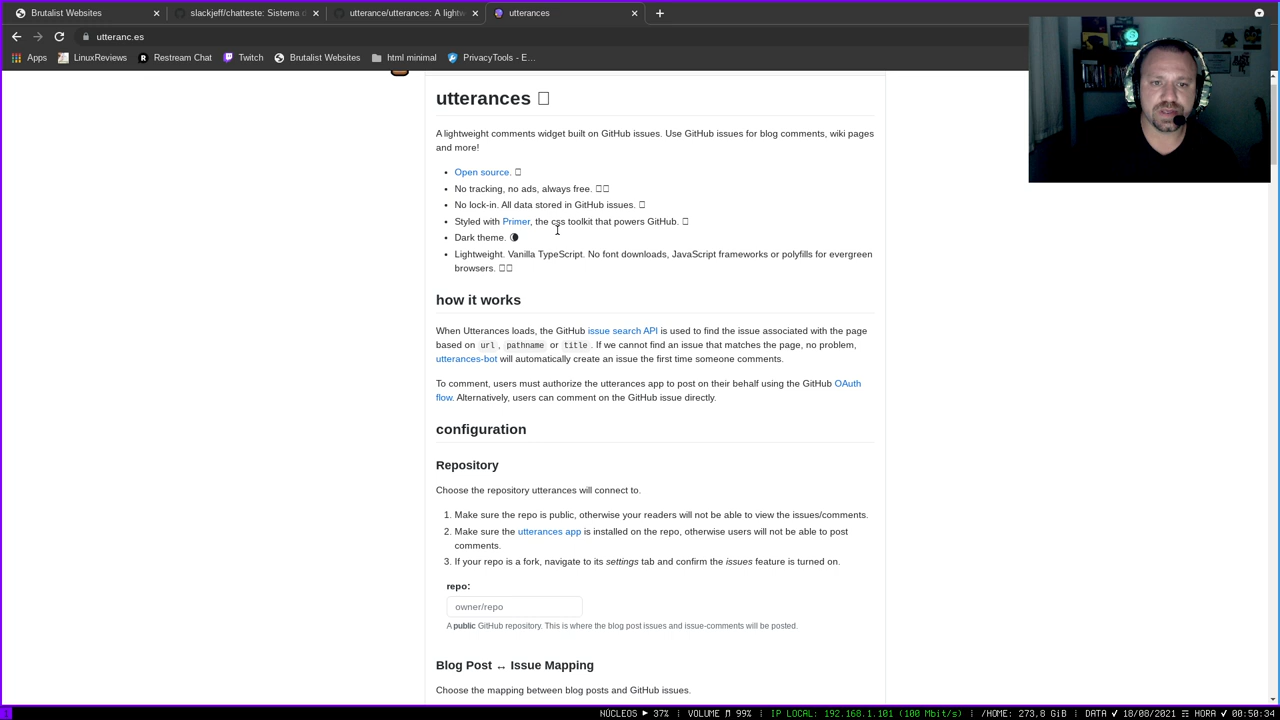 Brutalist Websites
slackjeff/chatteste: Sistema d
utterance/utterances: A lightw
utterances
utteranc.es
Apps
LinuxReviews
Restream Chat
Twitch
Brutalist Websites
html minimal
PrivacyTools - E…
utterances
A lightweight comments widget built on GitHub issues. Use GitHub issues for blog comments, wiki pages
and more!
• Open source.
• No tracking, no ads, always free.
• No lock-in. All data stored in GitHub issues.
• Styled with Primer, the css toolkit that powers GitHub.
• Dark theme.
• Lightweight. Vanilla TypeScript. No font downloads, JavaScript frameworks or polyfills for evergreen
browsers.
how it works
When Utterances loads, the GitHub issue search API is used to find the issue associated with the page
based on url, pathname or title. If we cannot find an issue that matches the page, no problem,
utterances-bot will automatically create an issue the first time someone comments.
To comment, users must authorize the utterances app to post on their behalf using the GitHub OAuth
flow. Alternatively, users can comment on the GitHub issue directly.
configuration
Repository
Choose the repository utterances will connect to.
1. Make sure the repo is public, otherwise your readers will not be able to view the issues/comments.
2. Make sure the utterances app is installed on the repo, otherwise users will not be able to post
comments.
3. If your repo is a fork, navigate to its settings tab and confirm the issues feature is turned on.
repo:
owner/repo
A public GitHub repository. This is where the blog post issues and issue-comments will be posted.
Blog Post ↔ Issue Mapping
Choose the mapping between blog posts and GitHub issues.
NÚCLEOS ► 37% ¦ VOLUME 99% ¦ IP LOCAL: 192.168.1.101 (100 Mbit/s) ¦ /HOME: 273,8 GiB ¦ DATA ✔ 18/08/2021 HORA ✔ 00:50:34